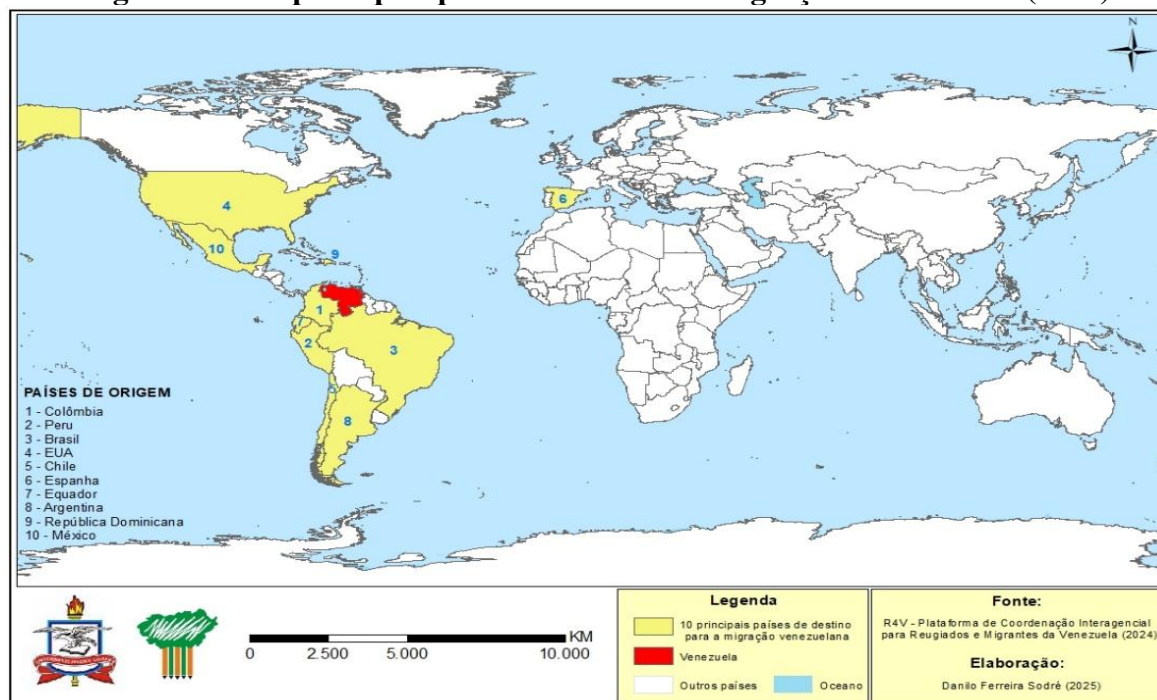 N
4
10
9
6
1
7
2
3
5
8
PAÍSES DE ORIGEM
1 - Colômbia
2 - Peru
3 - Brasil
4 - EUA
5 - Chile
6 - Espanha
7 - Equador
8 - Argentina
9 - República Dominicana
10 - México
KM
0 2.500 5.000 10.000
Legenda
10 principais países de destino
para a migração venezuelana
Venezuela
Outros países
Oceano
Fonte:
R4V - Plataforma de Coordenação Interagencial
para Reugiados e Migrantes da Venezuela (2024)
Elaboração:
Danilo Ferreira Sodré (2025)